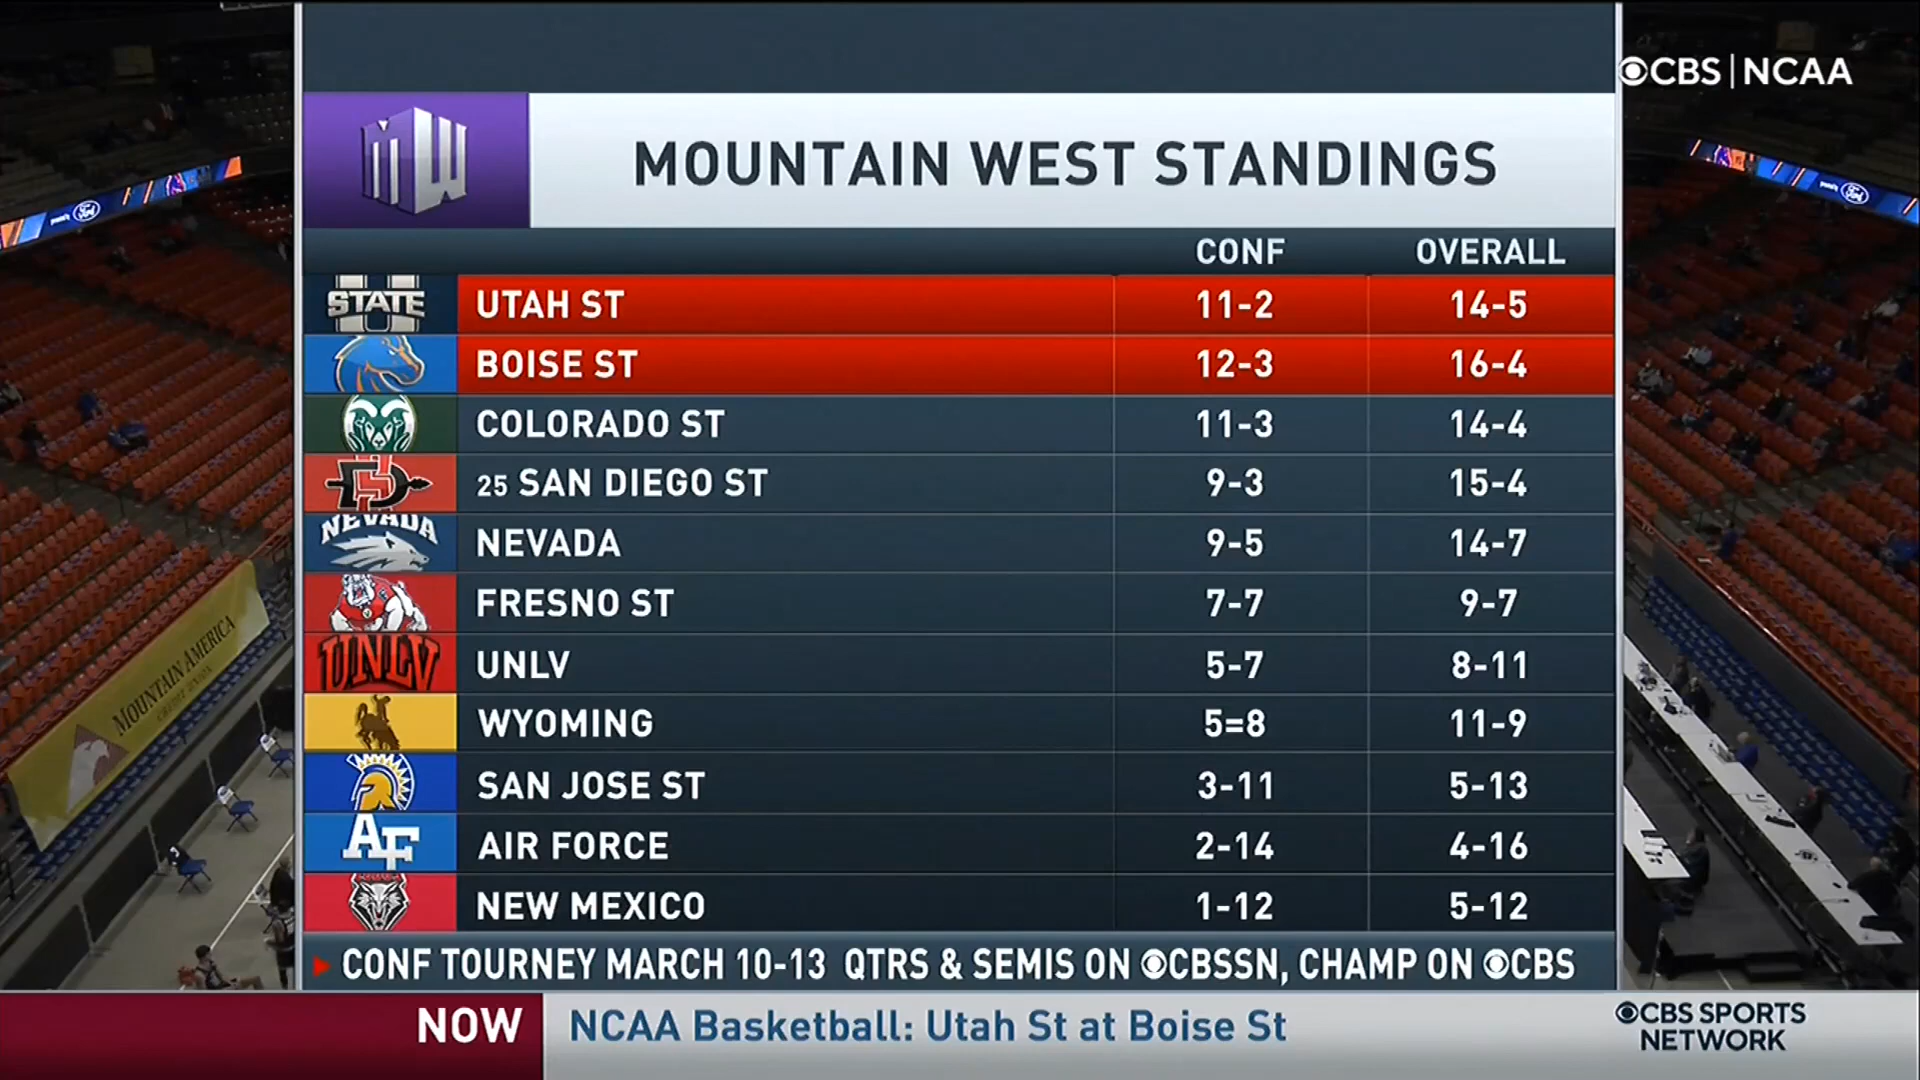 CBS | NCAA
MW
MOUNTAIN WEST STANDINGS
CONF OVERALL
STATE UTAH ST 11-2 14-5
BOISE ST 12-3 16-4
COLORADO ST 11-3 14-4
25 SAN DIEGO ST 9-3 15-4
NEVADA NEVADA 9-5 14-7
FRESNO ST 7-7 9-7
UNLV UNLV 5-7 8-11
WYOMING 5=8 11-9
SAN JOSE ST 3-11 5-13
AF AIR FORCE 2-14 4-16
NEW MEXICO 1-12 5-12
CONF TOURNEY MARCH 10-13 QTRS & SEMIS ON CBSSN, CHAMP ON CBS
NOW NCAA Basketball: Utah St at Boise St
CBS SPORTS
NETWORK
MOUNTAIN AMERICA
CREDIT UNION
Ford
Ford